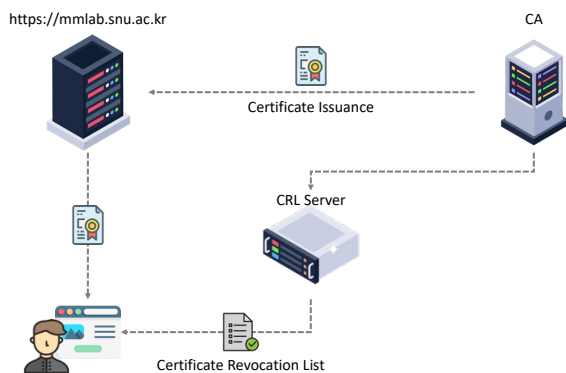 https://mmlab.snu.ac.kr
CA
Certificate Issuance
CRL Server
Certificate Revocation List